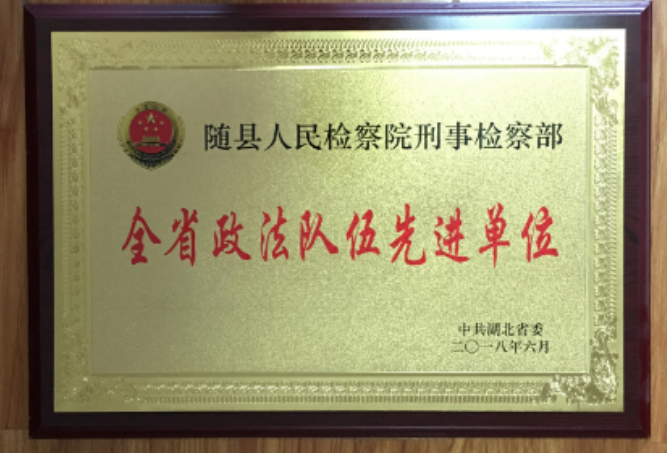 随县人民检察院刑事检察部
全省政法队伍先进单位
中共湖北省委
二〇一八年六月